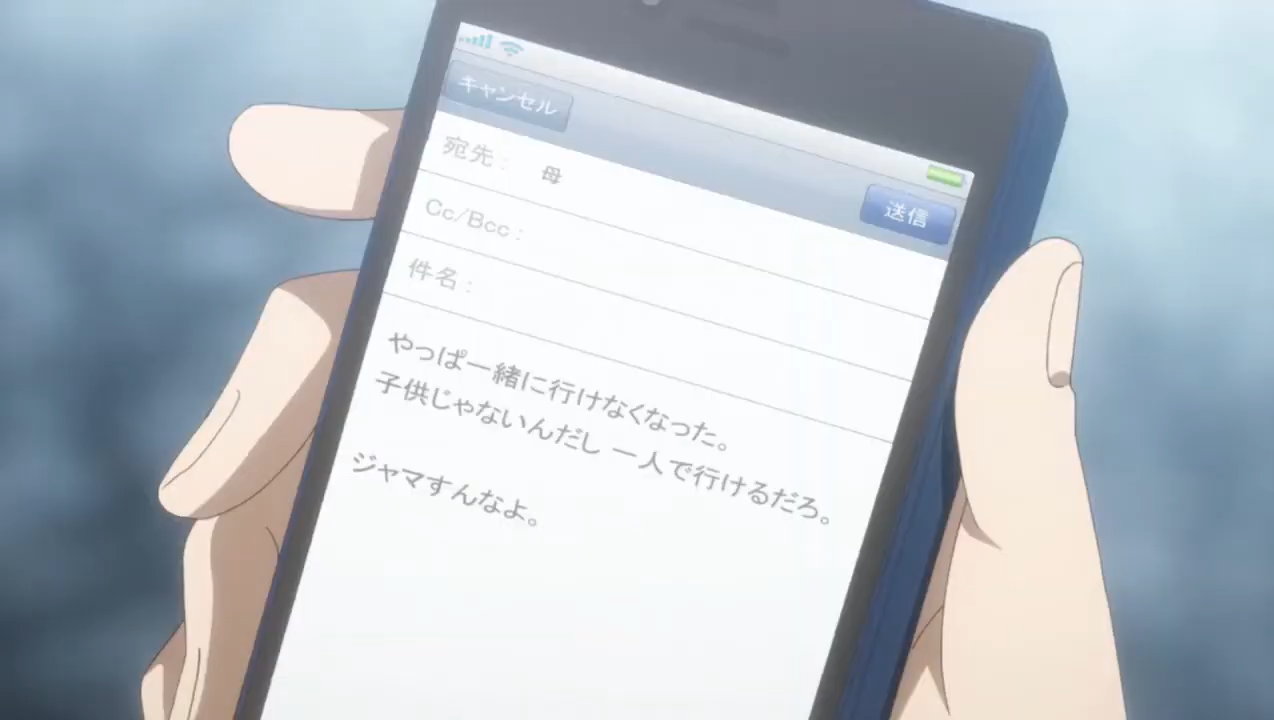 キャンセル
送信
宛先： 母
Cc/Bcc：
件名：
やっぱ一緒に行けなくなった。
子供じゃないんだし 一人で行けるだろ。
ジャマすんなよ。